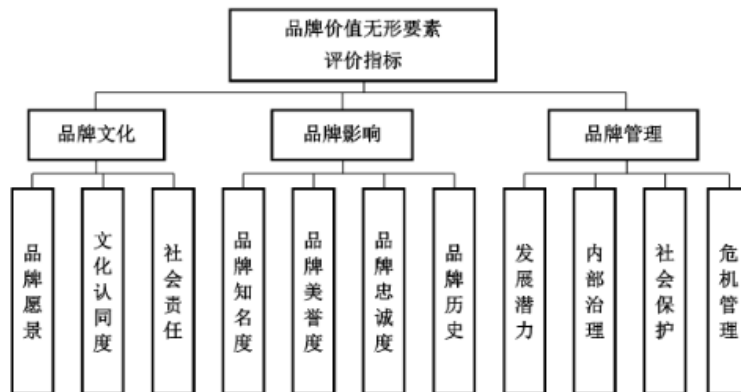 品牌价值无形要素
评价指标
品牌文化
品牌影响
品牌管理
品牌愿景
文化认同度
社会责任
品牌知名度
品牌美誉度
品牌忠诚度
品牌历史
发展潜力
内部治理
社会保护
危机管理